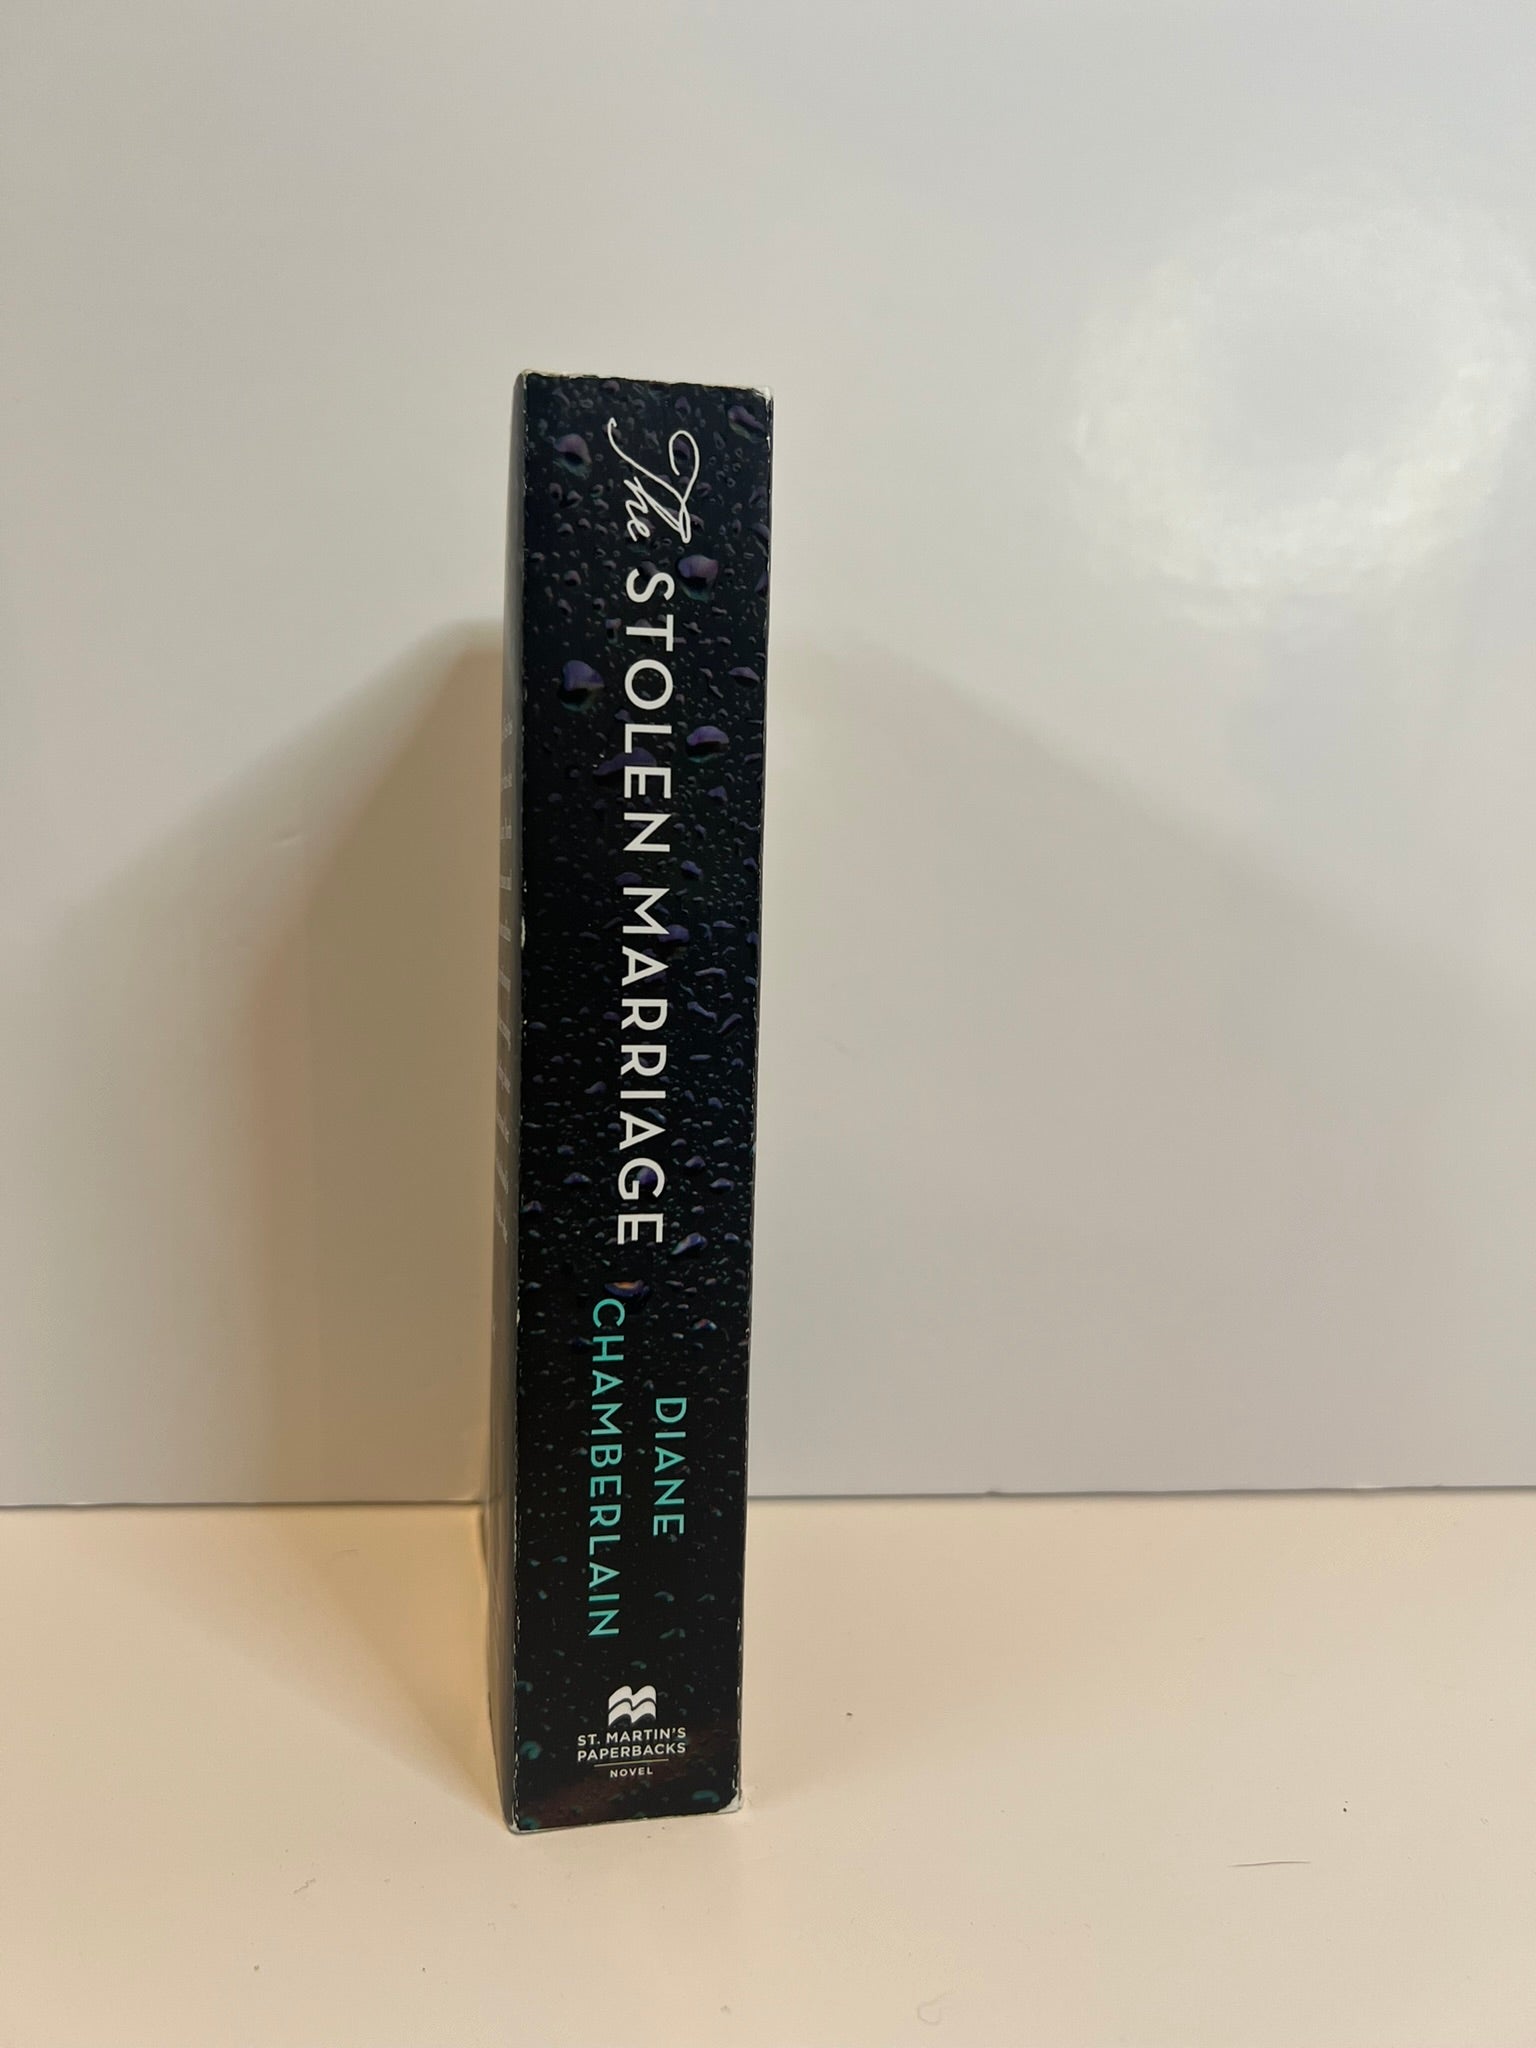 The STOLEN MARRIAGE
DIANE
CHAMBERLAIN
ST. MARTIN'S
PAPERBACKS
NOVEL